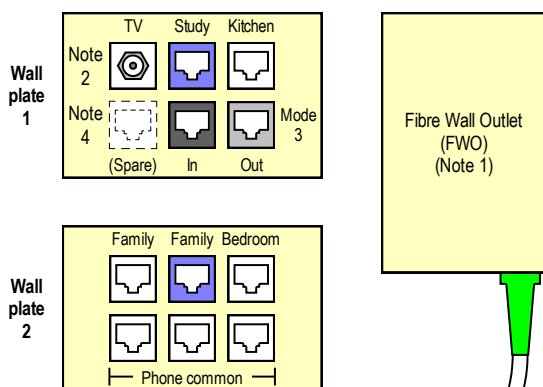 TV Study Kitchen
Note
2
Wall
plate
1
Note
4
Mode
3
(Spare) In Out
Fibre Wall Outlet
(FWO)
(Note 1)
Family Family Bedroom
Wall
plate
2
Phone common